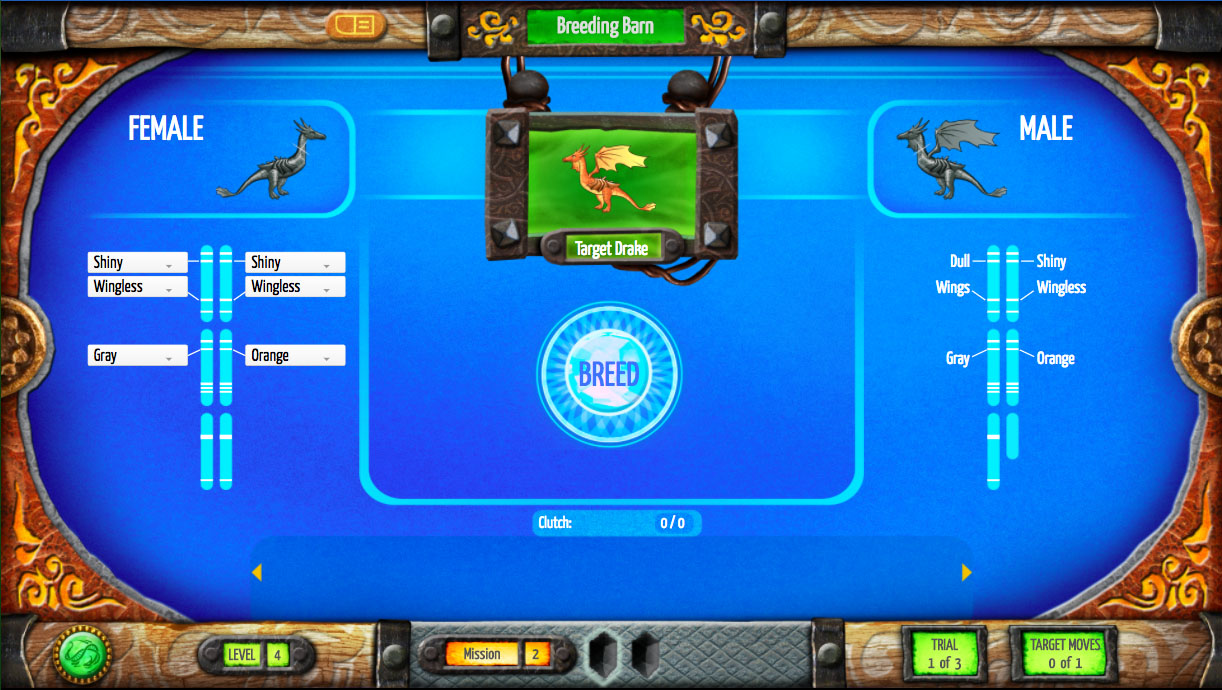 Breeding Barn
FEMALE
MALE
Target Drake
Shiny
Shiny
Wingless
Wingless
Gray
Orange
Dull
Shiny
Wings
Wingless
Gray
Orange
BREED
Clutch: 0 / 0
LEVEL 4
Mission 2
TRIAL
1 of 3
TARGET MOVES
0 of 1